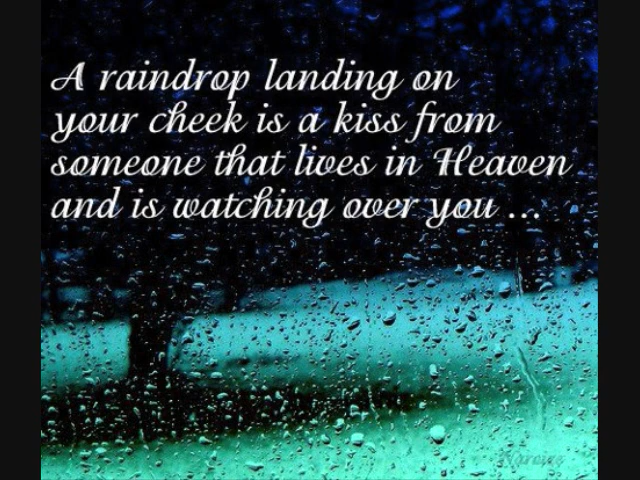 A raindrop landing on
your cheek is a kiss from
someone that lives in Heaven
and is watching over you ...